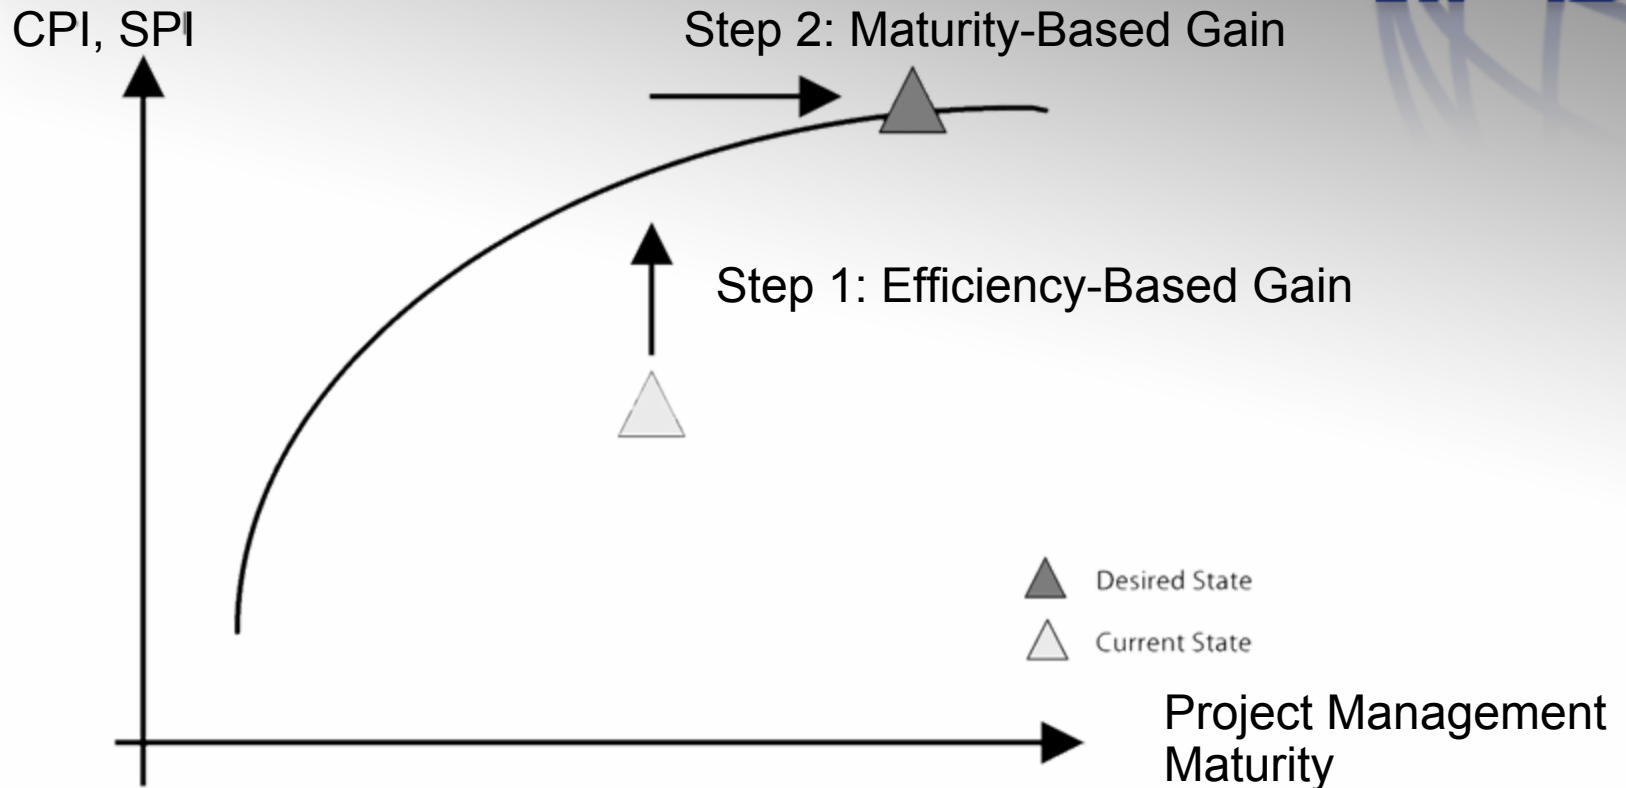 CPI, SPI
Step 2: Maturity-Based Gain
Step 1: Efficiency-Based Gain
Desired State
Current State
Project Management
Maturity